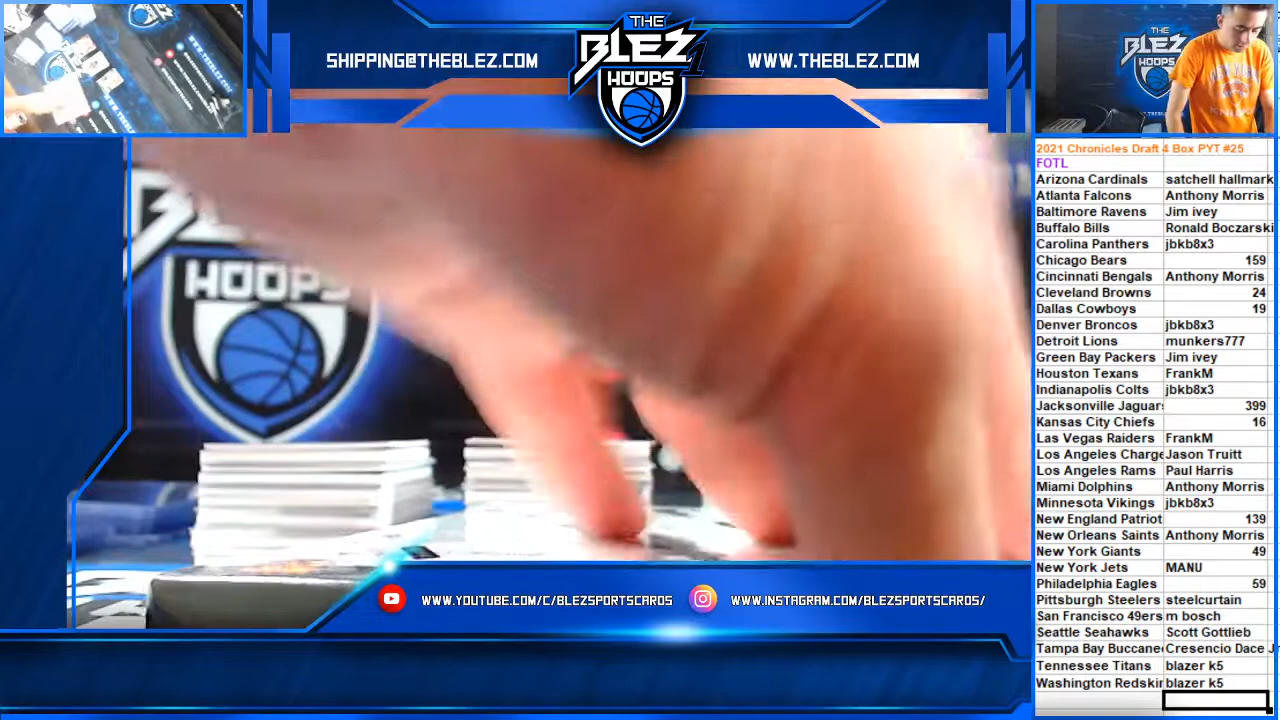 SHIPPING@THEBLEZ.COM
THE
BLEZ
HOOPS
1
WWW.THEBLEZ.COM
THE
BLEZ
HOOPS
WWW.YOUTUBE.COM/C/BLEZSPORTSCARDS
WWW.INSTAGRAM.COM/BLEZSPORTSCARDS/
2021 Chronicles Draft 4 Box PYT #25
FOTL
Arizona Cardinals satchell hallmark
Atlanta Falcons Anthony Morris
Baltimore Ravens Jim ivey
Buffalo Bills Ronald Boczarski
Carolina Panthers jbkb8x3
Chicago Bears 159
Cincinnati Bengals Anthony Morris
Cleveland Browns 24
Dallas Cowboys 19
Denver Broncos jbkb8x3
Detroit Lions munkers777
Green Bay Packers Jim ivey
Houston Texans FrankM
Indianapolis Colts jbkb8x3
Jacksonville Jaguar 399
Kansas City Chiefs 16
Las Vegas Raiders FrankM
Los Angeles Charge Jason Truitt
Los Angeles Rams Paul Harris
Miami Dolphins Anthony Morris
Minnesota Vikings jbkb8x3
New England Patriot 139
New Orleans Saints Anthony Morris
New York Giants 49
New York Jets MANU
Philadelphia Eagles 59
Pittsburgh Steelers steelcurtain
San Francisco 49ers m bosch
Seattle Seahawks Scott Gottlieb
Tampa Bay Buccanee Cresencio Dace J
Tennessee Titans blazer k5
Washington Redskin blazer k5